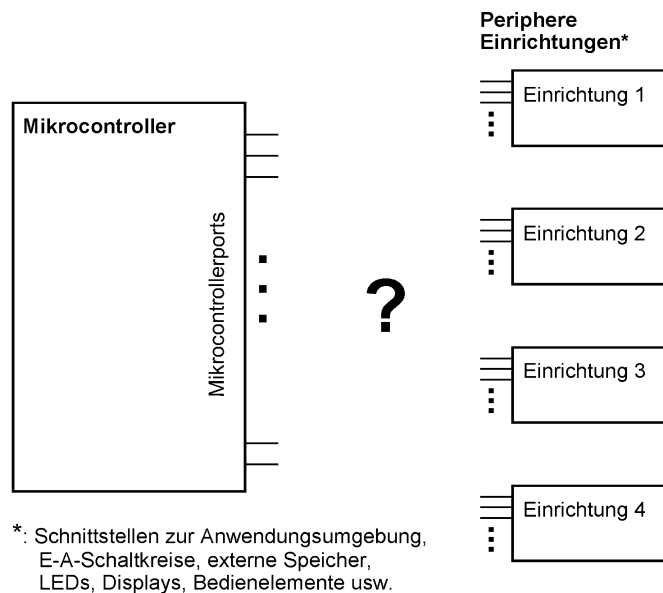 Periphere
Einrichtungen*
Einrichtung 1
Mikrocontroller
Mikrocontrollerports
Einrichtung 2
?
Einrichtung 3
Einrichtung 4
*: Schnittstellen zur Anwendungsumgebung,
E-A-Schaltkreise, externe Speicher,
LEDs, Displays, Bedienelemente usw.